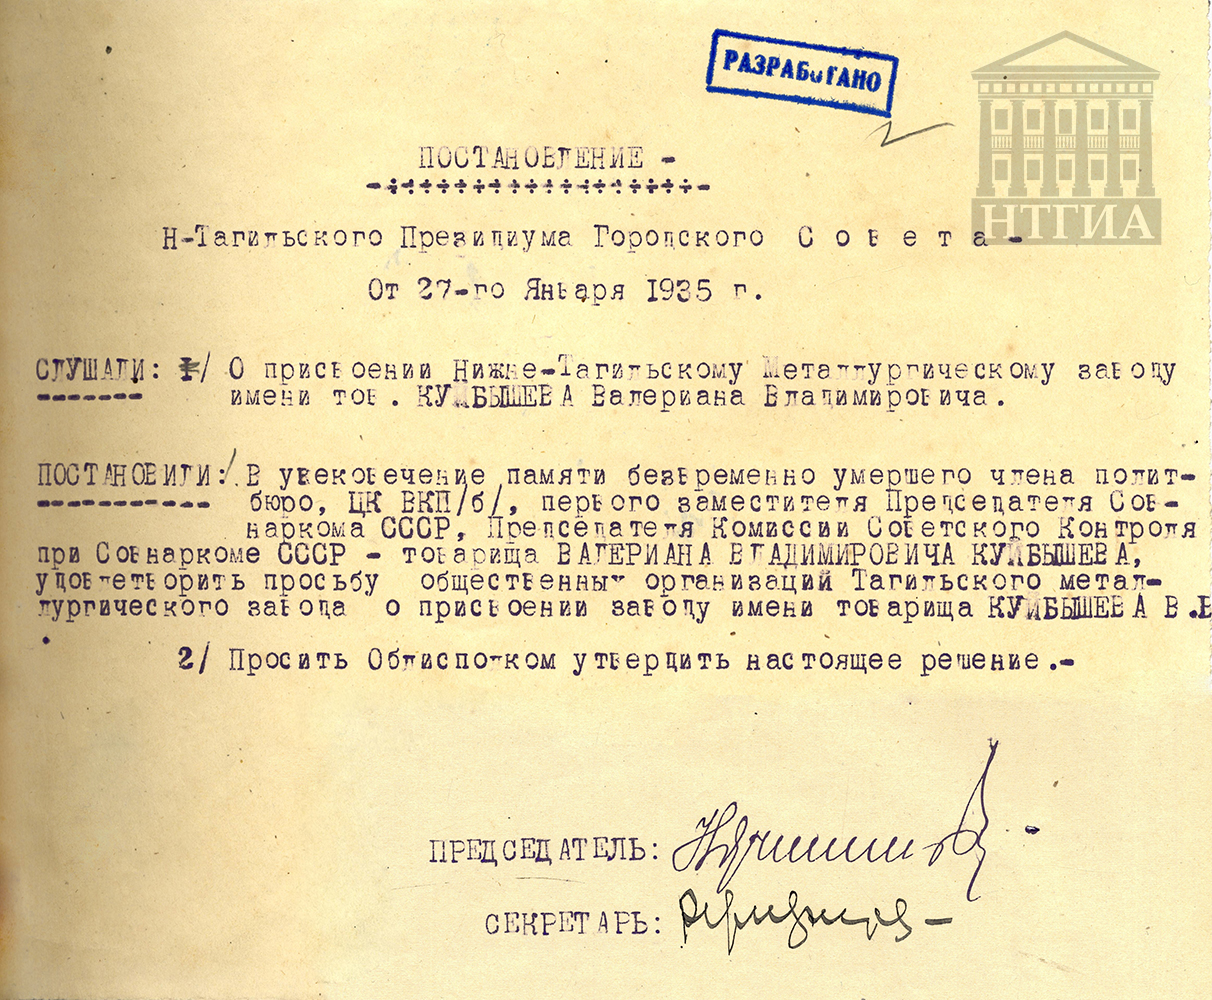 РАЗРАБОТАНО
НТГИА
ПОСТАНОВЛЕНИЕ -
Н-Тагильского Президиума Городского Совета -
От 27-го Января 1935 г.
СЛУШАЛИ: 1/ О присвоении Нижне-Тагильскому Металлургическому заводу
имени тов. КУЙБЫШЕВА Валериана Владимировича.
ПОСТАНОВИЛИ:/ В увековечение памяти безвременно умершего члена полит-
бюро, ЦК ВКП/б/, первого заместителя Председателя Сов-
наркома СССР, Председателя Комиссии Советского Контроля
при Совнаркоме СССР - товарища ВАЛЕРИАНА ВЛАДИМИРОВИЧА КУЙБЫШЕВА,
удовлетворить просьбу общественных организаций Тагильского метал-
лургического завода о присвоении заводу имени товарища КУЙБЫШЕВА В.В
.
2/ Просить Облисполком утвердить настоящее решение.-
ПРЕДСЕДАТЕЛЬ:
СЕКРЕТАРЬ: